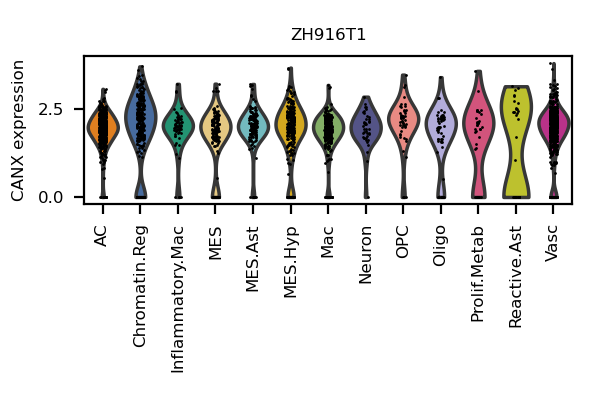 ZH916T1
CANX expression
2.5
0.0
AC
Chromatin.Reg
Inflammatory.Mac
MES
MES.Ast
MES.Hyp
Mac
Neuron
OPC
Oligo
Prolif.Metab
Reactive.Ast
Vasc